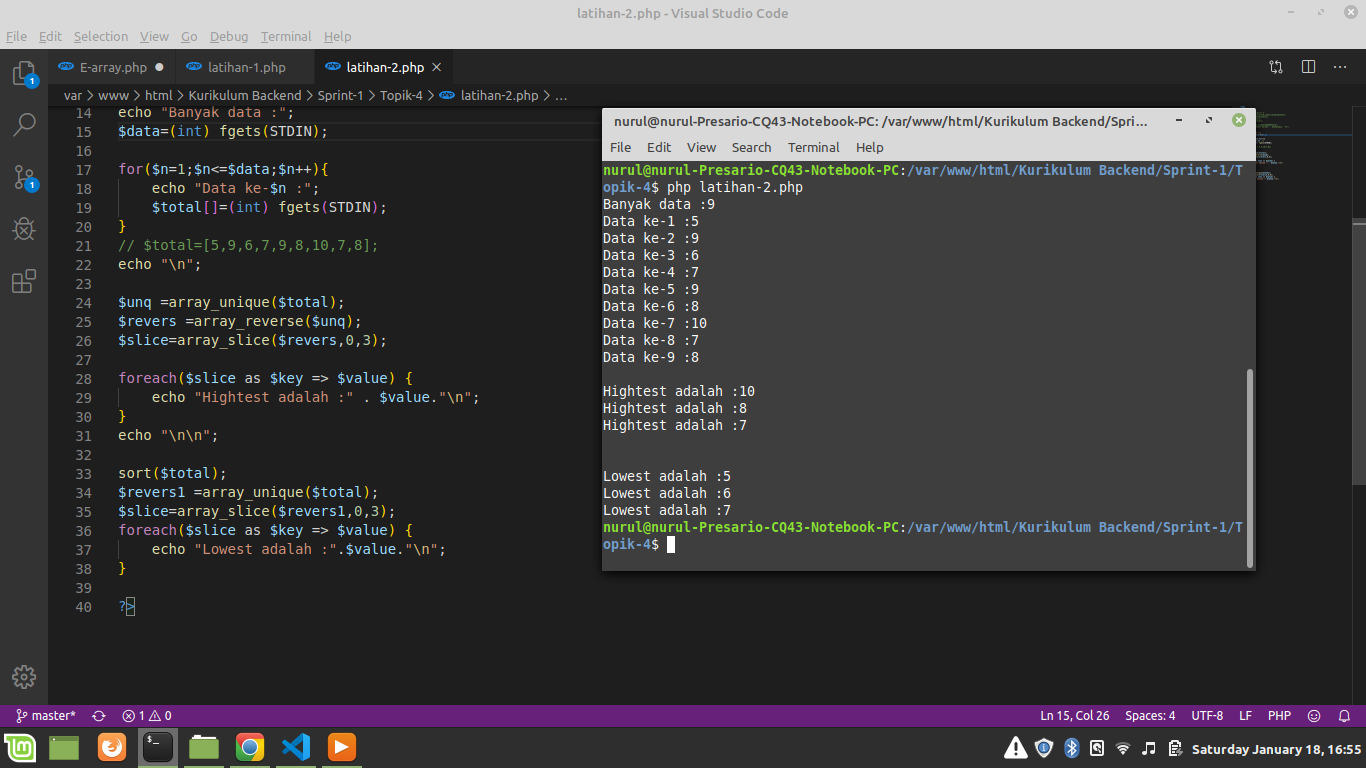 latihan-2.php - Visual Studio Code
File Edit Selection View Go Debug Terminal Help
E-array.php latihan-1.php latihan-2.php
var > www > html > Kurikulum Backend > Sprint-1 > Topik-4 > latihan-2.php > ...
14 echo "Banyak data :";
15 $data=(int) fgets(STDIN);
16
17 for($n=1;$n<=$data;$n++){
18 echo "Data ke-$n :";
19 $total[]=(int) fgets(STDIN);
20 }
21 // $total=[5,9,6,7,9,8,10,7,8];
22 echo "\n";
23
24 $unq =array_unique($total);
25 $revers =array_reverse($unq);
26 $slice=array_slice($revers,0,3);
27
28 foreach($slice as $key => $value) {
29 echo "Hightest adalah :" . $value."\n";
30 }
31 echo "\n\n";
32
33 sort($total);
34 $revers1 =array_unique($total);
35 $slice=array_slice($revers1,0,3);
36 foreach($slice as $key => $value) {
37 echo "Lowest adalah :".$value."\n";
38 }
39
40 ?>
nurul@nurul-Presario-CQ43-Notebook-PC: /var/www/html/Kurikulum Backend/Spri...
File Edit View Search Terminal Help
nurul@nurul-Presario-CQ43-Notebook-PC:/var/www/html/Kurikulum Backend/Sprint-1/T
opik-4$ php latihan-2.php
Banyak data :9
Data ke-1 :5
Data ke-2 :9
Data ke-3 :6
Data ke-4 :7
Data ke-5 :9
Data ke-6 :8
Data ke-7 :10
Data ke-8 :7
Data ke-9 :8
Hightest adalah :10
Hightest adalah :8
Hightest adalah :7
Lowest adalah :5
Lowest adalah :6
Lowest adalah :7
nurul@nurul-Presario-CQ43-Notebook-PC:/var/www/html/Kurikulum Backend/Sprint-1/T
opik-4$
master* 1 0 Ln 15, Col 26 Spaces: 4 UTF-8 LF PHP
Saturday January 18, 16:55